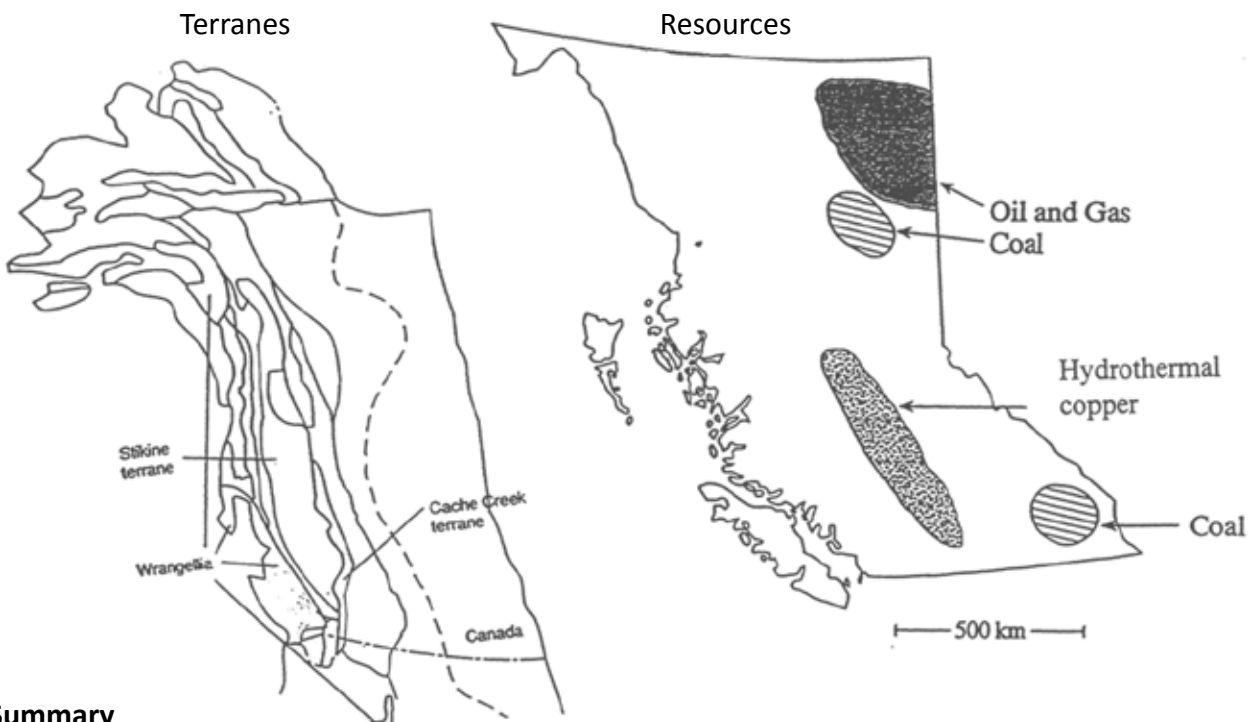 Terranes
Resources
Oil and Gas
Coal
Hydrothermal
copper
Coal
500 km
Stikine
terrane
Cache Creek
terrane
Wrangellia
Canada
Summary